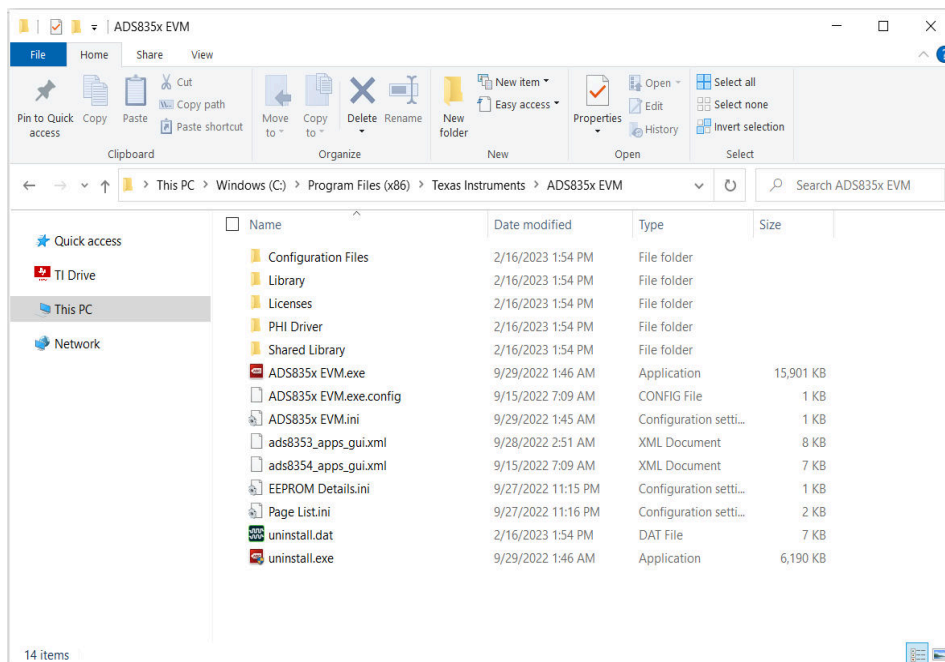 ADS835x EVM
File Home Share View
Pin to Quick access
Copy
Paste
Cut
Copy path
Paste shortcut
Clipboard
Move to
Copy to
Delete
Rename
Organize
New folder
New item
Easy access
New
Properties
Open
Edit
History
Open
Select all
Select none
Invert selection
Select
This PC > Windows (C:) > Program Files (x86) > Texas Instruments > ADS835x EVM
Search ADS835x EVM
Quick access
TI Drive
This PC
Network
Name Date modified Type Size
Configuration Files 2/16/2023 1:54 PM File folder
Library 2/16/2023 1:54 PM File folder
Licenses 2/16/2023 1:54 PM File folder
PHI Driver 2/16/2023 1:54 PM File folder
Shared Library 2/16/2023 1:54 PM File folder
ADS835x EVM.exe 9/29/2022 1:46 AM Application 15,901 KB
ADS835x EVM.exe.config 9/15/2022 7:09 AM CONFIG File 1 KB
ADS835x EVM.ini 9/29/2022 1:45 AM Configuration setti... 1 KB
ads8353_apps_gui.xml 9/28/2022 2:51 AM XML Document 8 KB
ads8354_apps_gui.xml 9/15/2022 7:09 AM XML Document 7 KB
EEPROM Details.ini 9/27/2022 11:15 PM Configuration setti... 1 KB
Page List.ini 9/27/2022 11:16 PM Configuration setti... 2 KB
uninstall.dat 2/16/2023 1:54 PM DAT File 7 KB
uninstall.exe 9/29/2022 1:46 AM Application 6,190 KB
14 items